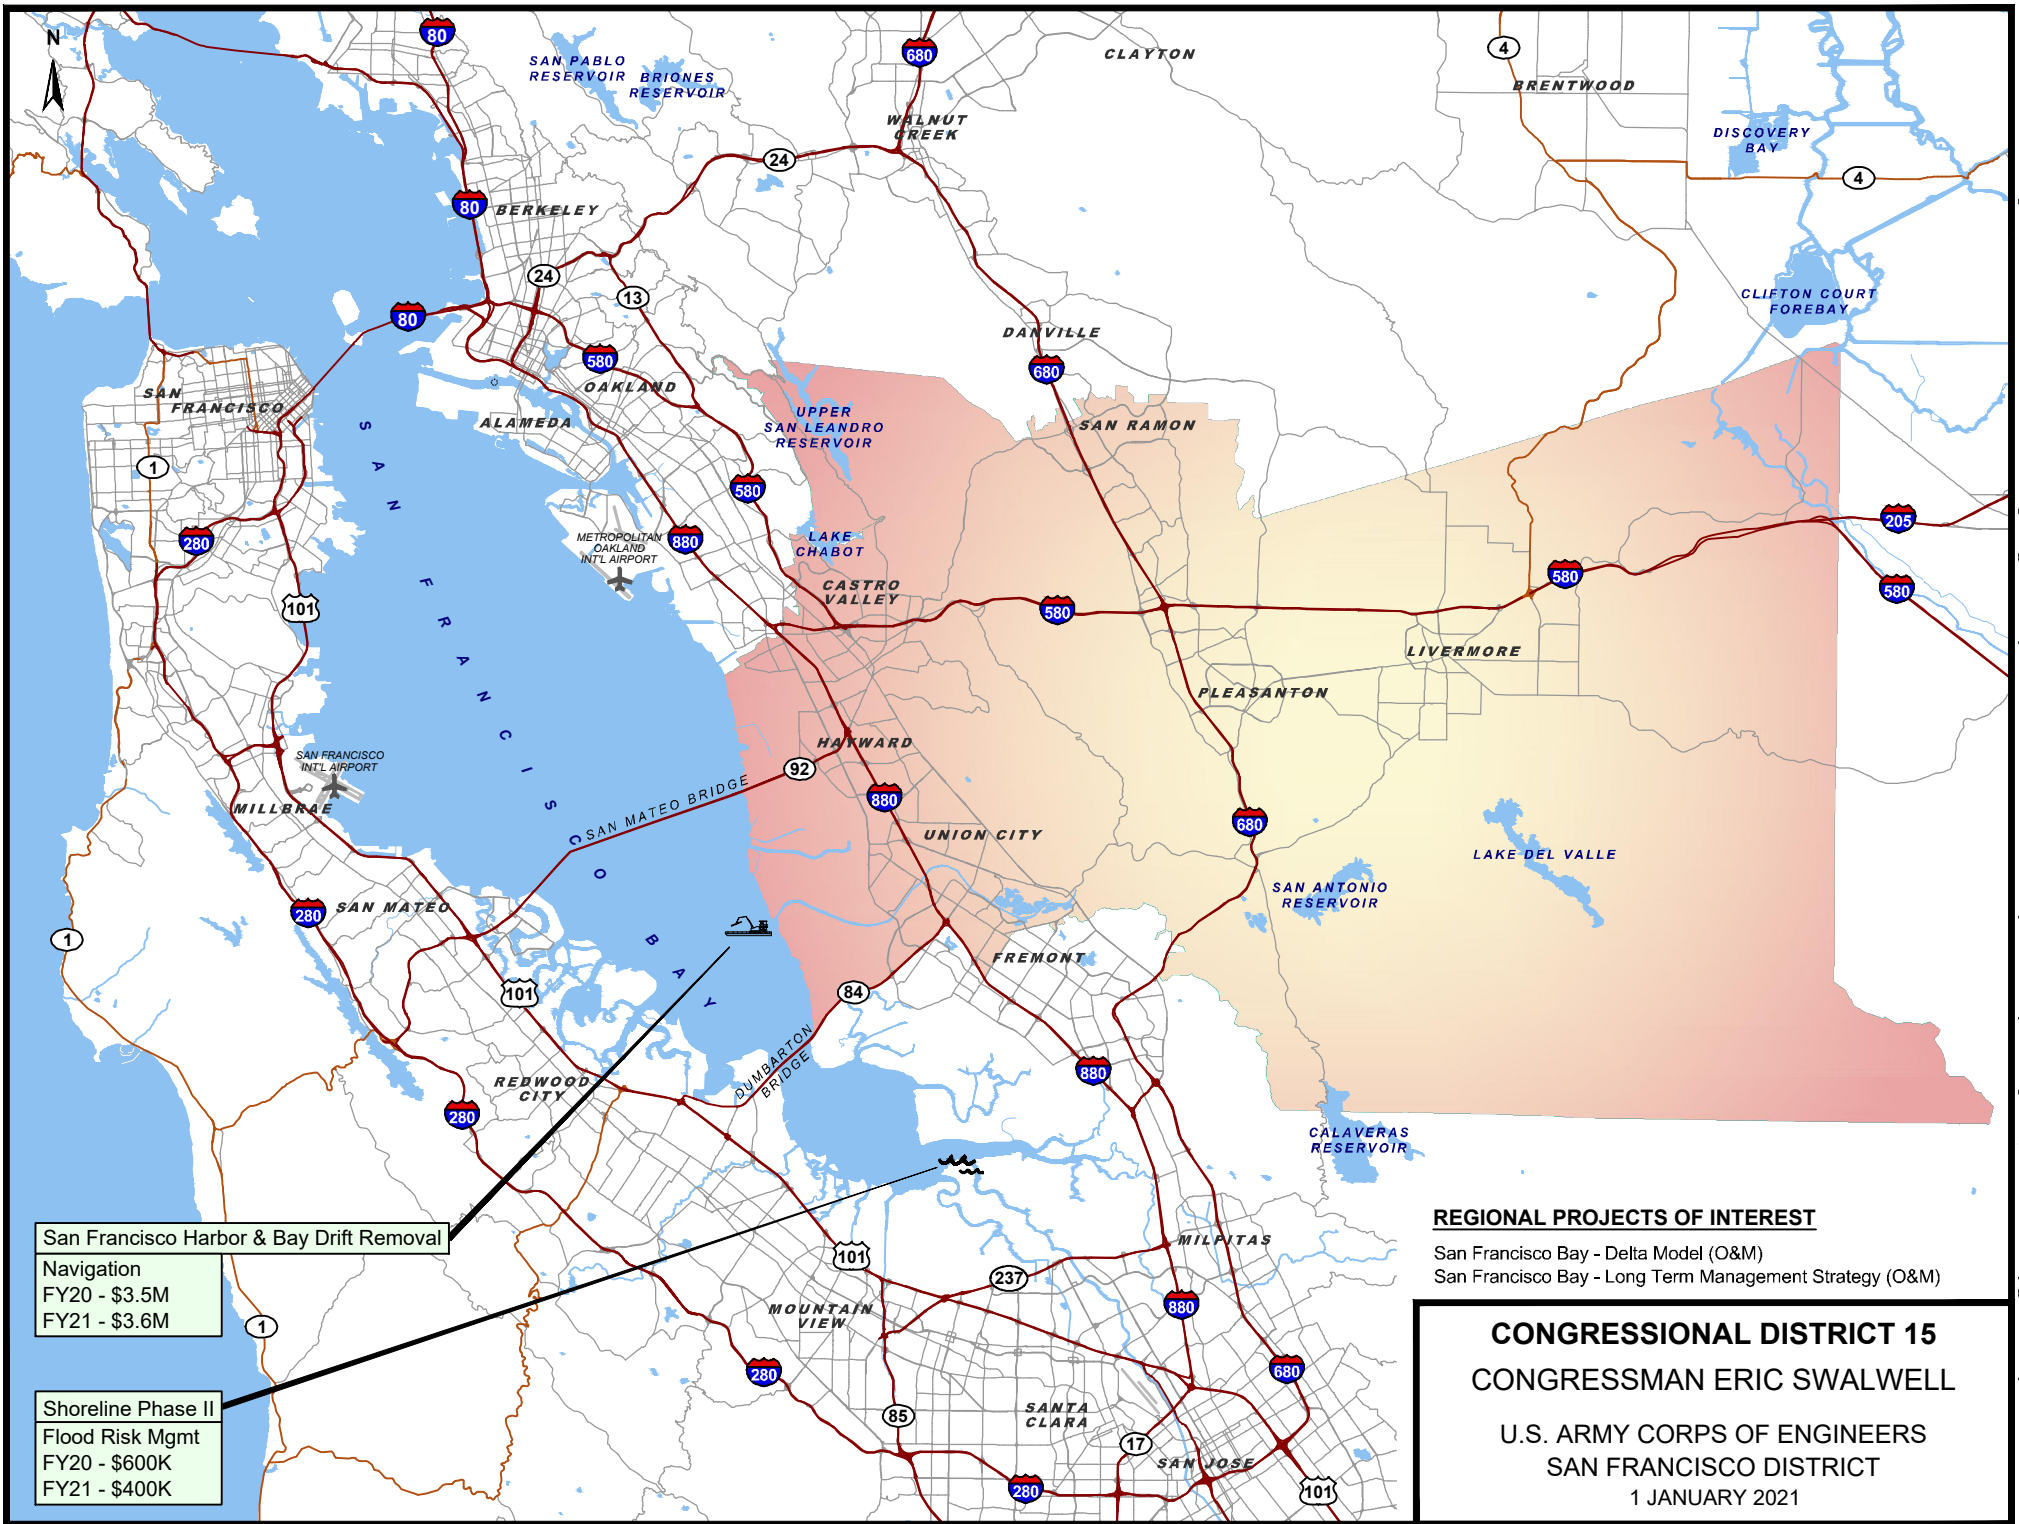 N
80
680
CLAYTON
4
BRENTWOOD
SAN PABLO
RESERVOIR
BRIONES
RESERVOIR
WALNUT
CREEK
DISCOVERY
BAY
24
4
80
BERKELEY
24
13
CLIFTON COURT
FOREBAY
80
DANVILLE
580
680
SAN
FRANCISCO
OAKLAND
ALAMEDA
UPPER
SAN LEANDRO
RESERVOIR
SAN RAMON
1
580
280
METROPOLITAN
OAKLAND
INT'L AIRPORT
880
LAKE
CHABOT
205
580
580
CASTRO
VALLEY
101
580
SAN FRANCISCO BAY
LIVERMORE
PLEASANTON
HAYWARD
SAN FRANCISCO
INT'L AIRPORT
92
SAN MATEO BRIDGE
MILLBRAE
880
680
UNION CITY
LAKE DEL VALLE
SAN ANTONIO
RESERVOIR
280
SAN MATEO
1
FREMONT
101
84
DUMBARTON
BRIDGE
880
REDWOOD
CITY
280
CALAVERAS
RESERVOIR
San Francisco Harbor & Bay Drift Removal
Navigation
FY20 - $3.5M
FY21 - $3.6M
1
101
237
MILPITAS
880
MOUNTAIN
VIEW
280
680
Shoreline Phase II
Flood Risk Mgmt
FY20 - $600K
FY21 - $400K
85
SANTA
CLARA
17
SAN JOSE
280
101
REGIONAL PROJECTS OF INTEREST
San Francisco Bay - Delta Model (O&M)
San Francisco Bay - Long Term Management Strategy (O&M)
CONGRESSIONAL DISTRICT 15
CONGRESSMAN ERIC SWALWELL
U.S. ARMY CORPS OF ENGINEERS
SAN FRANCISCO DISTRICT
1 JANUARY 2021